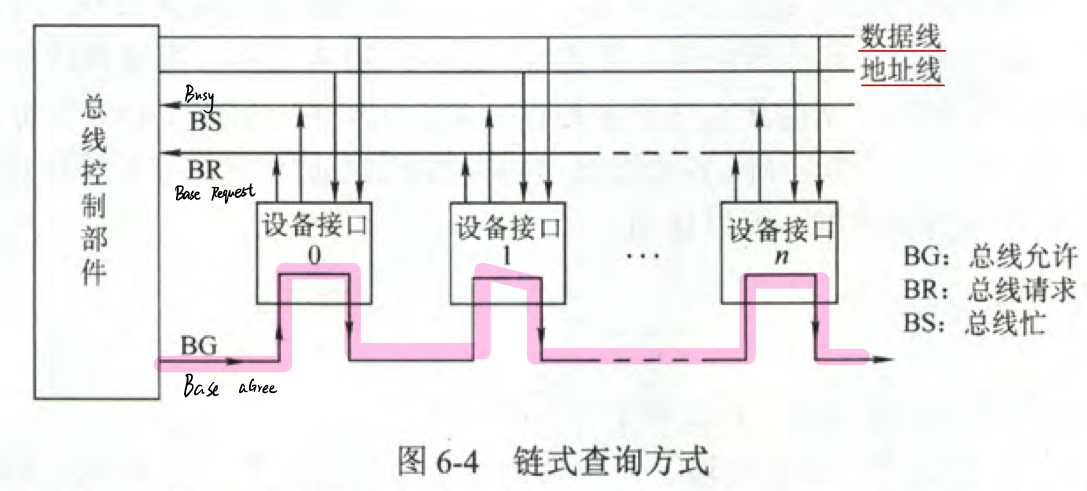 数据线
地址线
Busy
BS
BR
Base Request
总线控制部件
设备接口
0
设备接口
1
···
设备接口
n
BG：总线允许
BR：总线请求
BS：总线忙
BG
Base aGree
图 6-4 链式查询方式